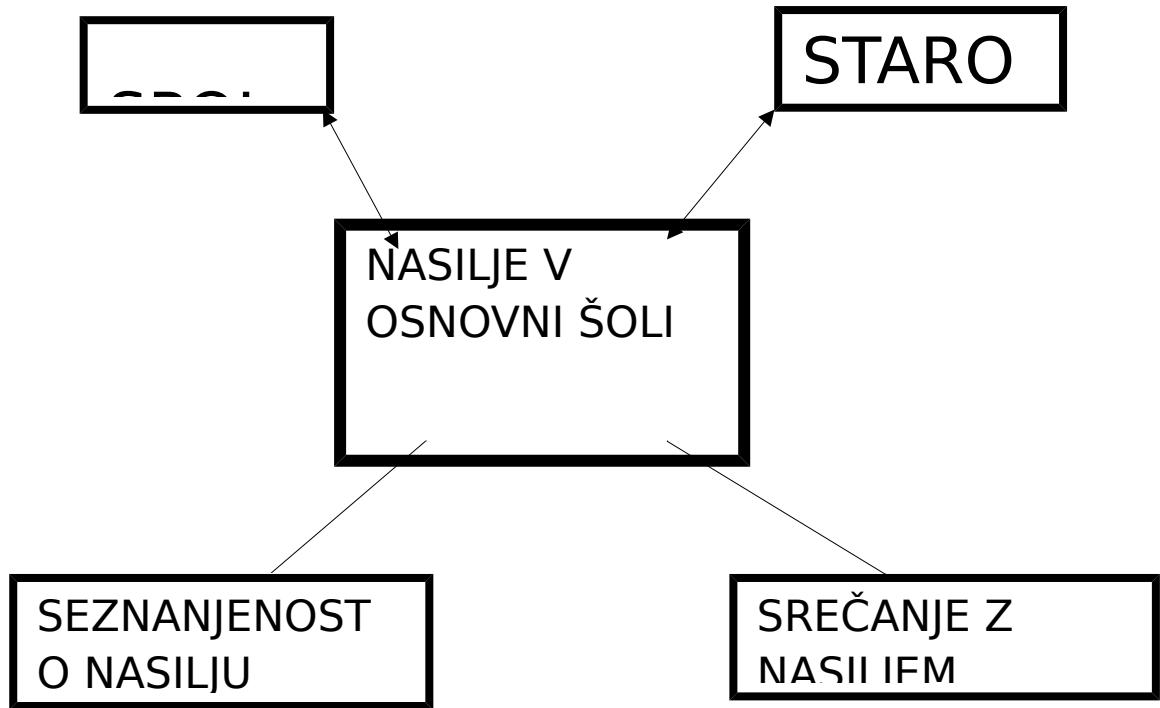 STARO
NASILJE V
OSNOVNI ŠOLI
SEZNANJENOST
O NASILJU
SREČANJE Z
NASILJEM